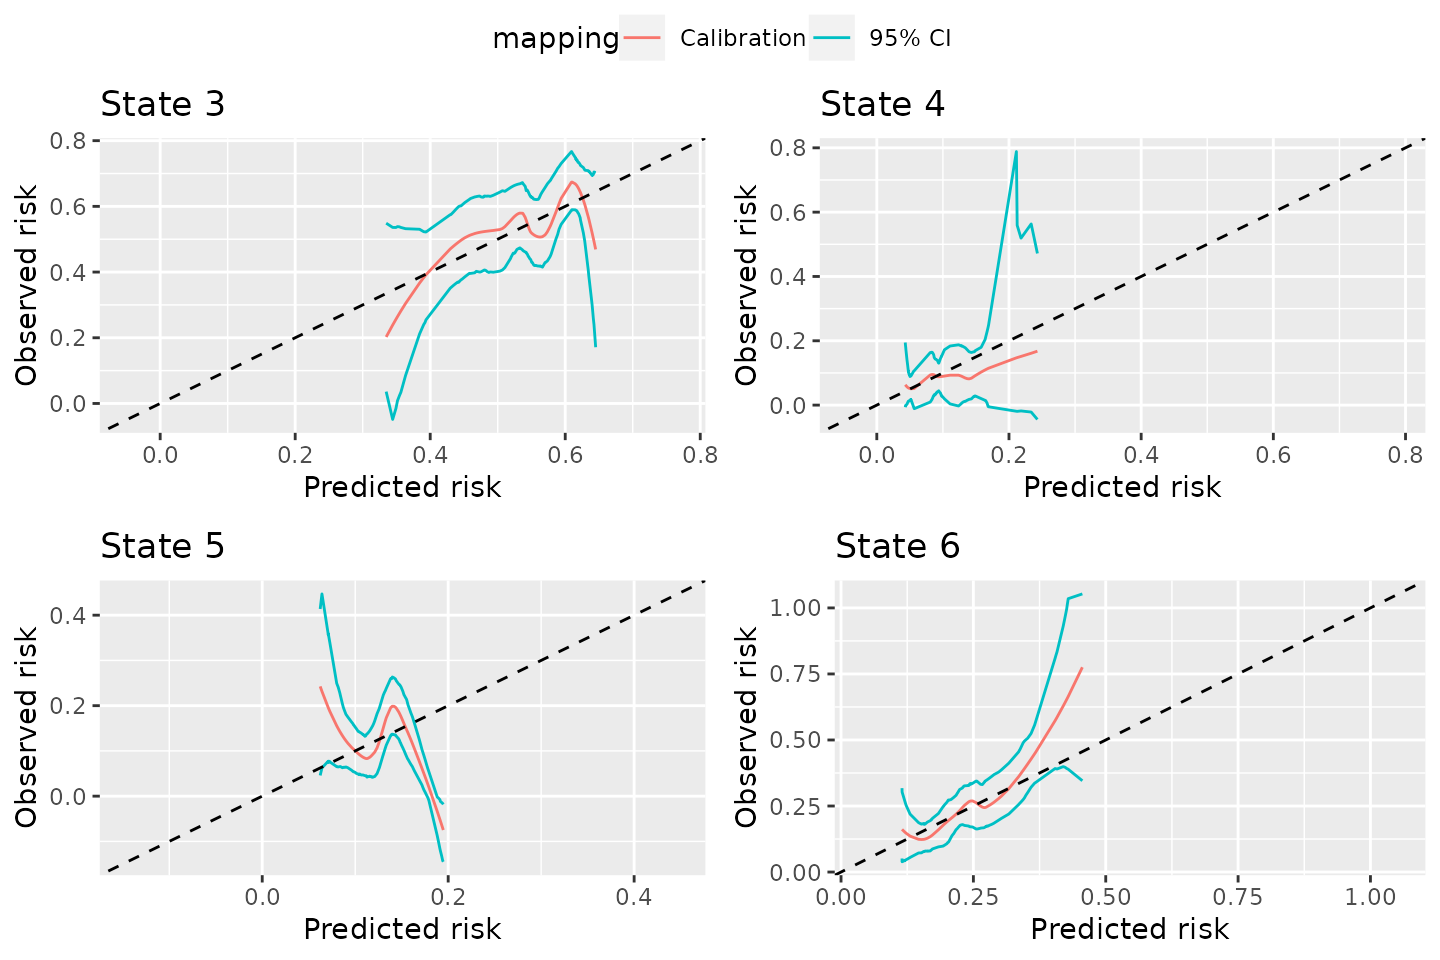 mapping Calibration 95% CI
State 3
Observed risk
0.8
0.6
0.4
0.2
0.0
0.0 0.2 0.4 0.6 0.8
Predicted risk
State 4
Observed risk
0.8
0.6
0.4
0.2
0.0
0.0 0.2 0.4 0.6 0.8
Predicted risk
State 5
Observed risk
0.4
0.2
0.0
0.0 0.2 0.4
Predicted risk
State 6
Observed risk
1.00
0.75
0.50
0.25
0.00
0.00 0.25 0.50 0.75 1.00
Predicted risk